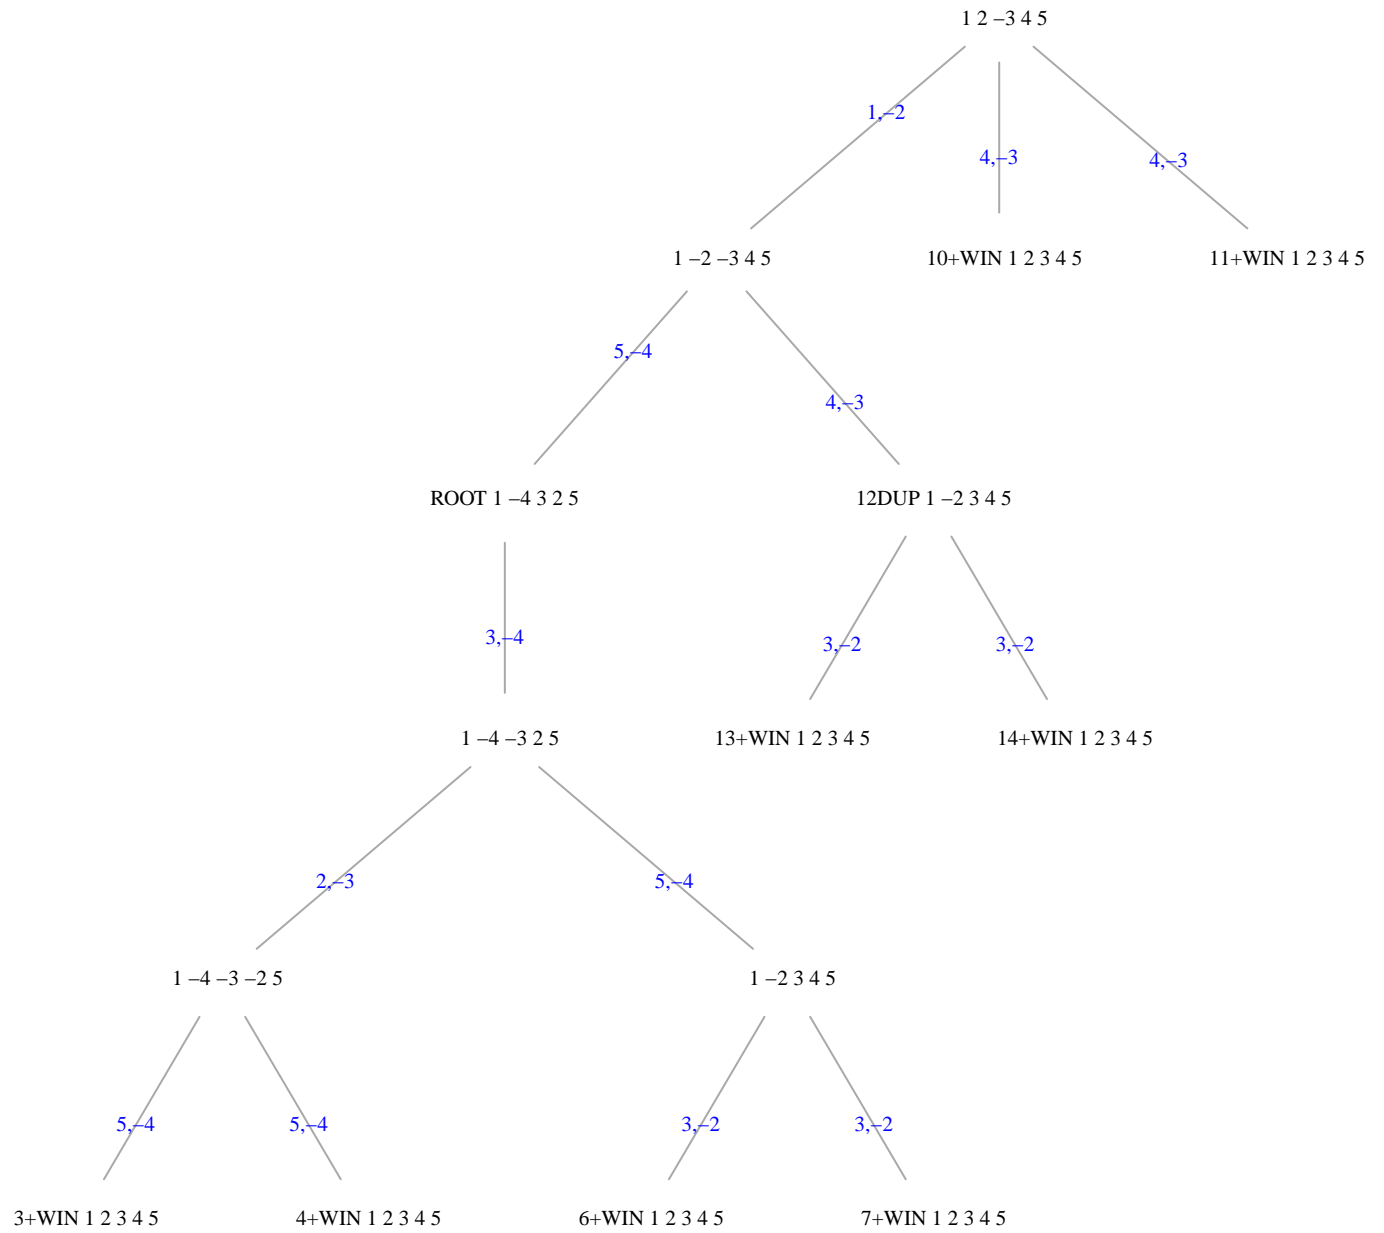 1 2 –3 4 5
1,–2
4,–3
4,–3
1 –2 –3 4 5
10+WIN 1 2 3 4 5
11+WIN 1 2 3 4 5
5,–4
4,–3
ROOT 1 –4 3 2 5
12DUP 1 –2 3 4 5
3,–4
3,–2
3,–2
1 –4 –3 2 5
13+WIN 1 2 3 4 5
14+WIN 1 2 3 4 5
2,–3
5,–4
1 –4 –3 –2 5
1 –2 3 4 5
5,–4
5,–4
3,–2
3,–2
3+WIN 1 2 3 4 5
4+WIN 1 2 3 4 5
6+WIN 1 2 3 4 5
7+WIN 1 2 3 4 5